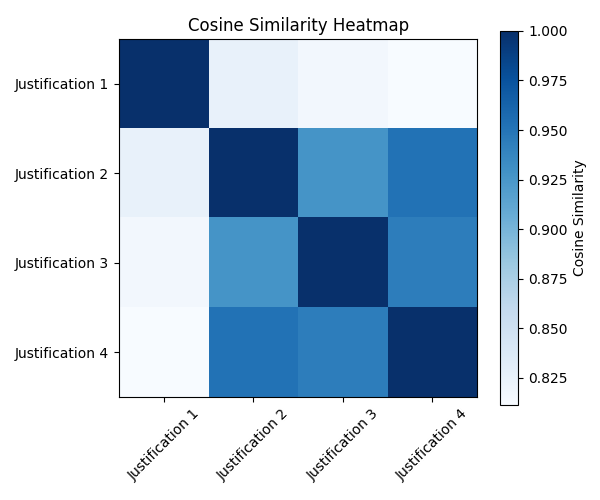 Cosine Similarity Heatmap
Justification 1
Justification 2
Justification 3
Justification 4
Justification 1
Justification 2
Justification 3
Justification 4
1.000
0.975
0.950
0.925
0.900
0.875
0.850
0.825
Cosine Similarity